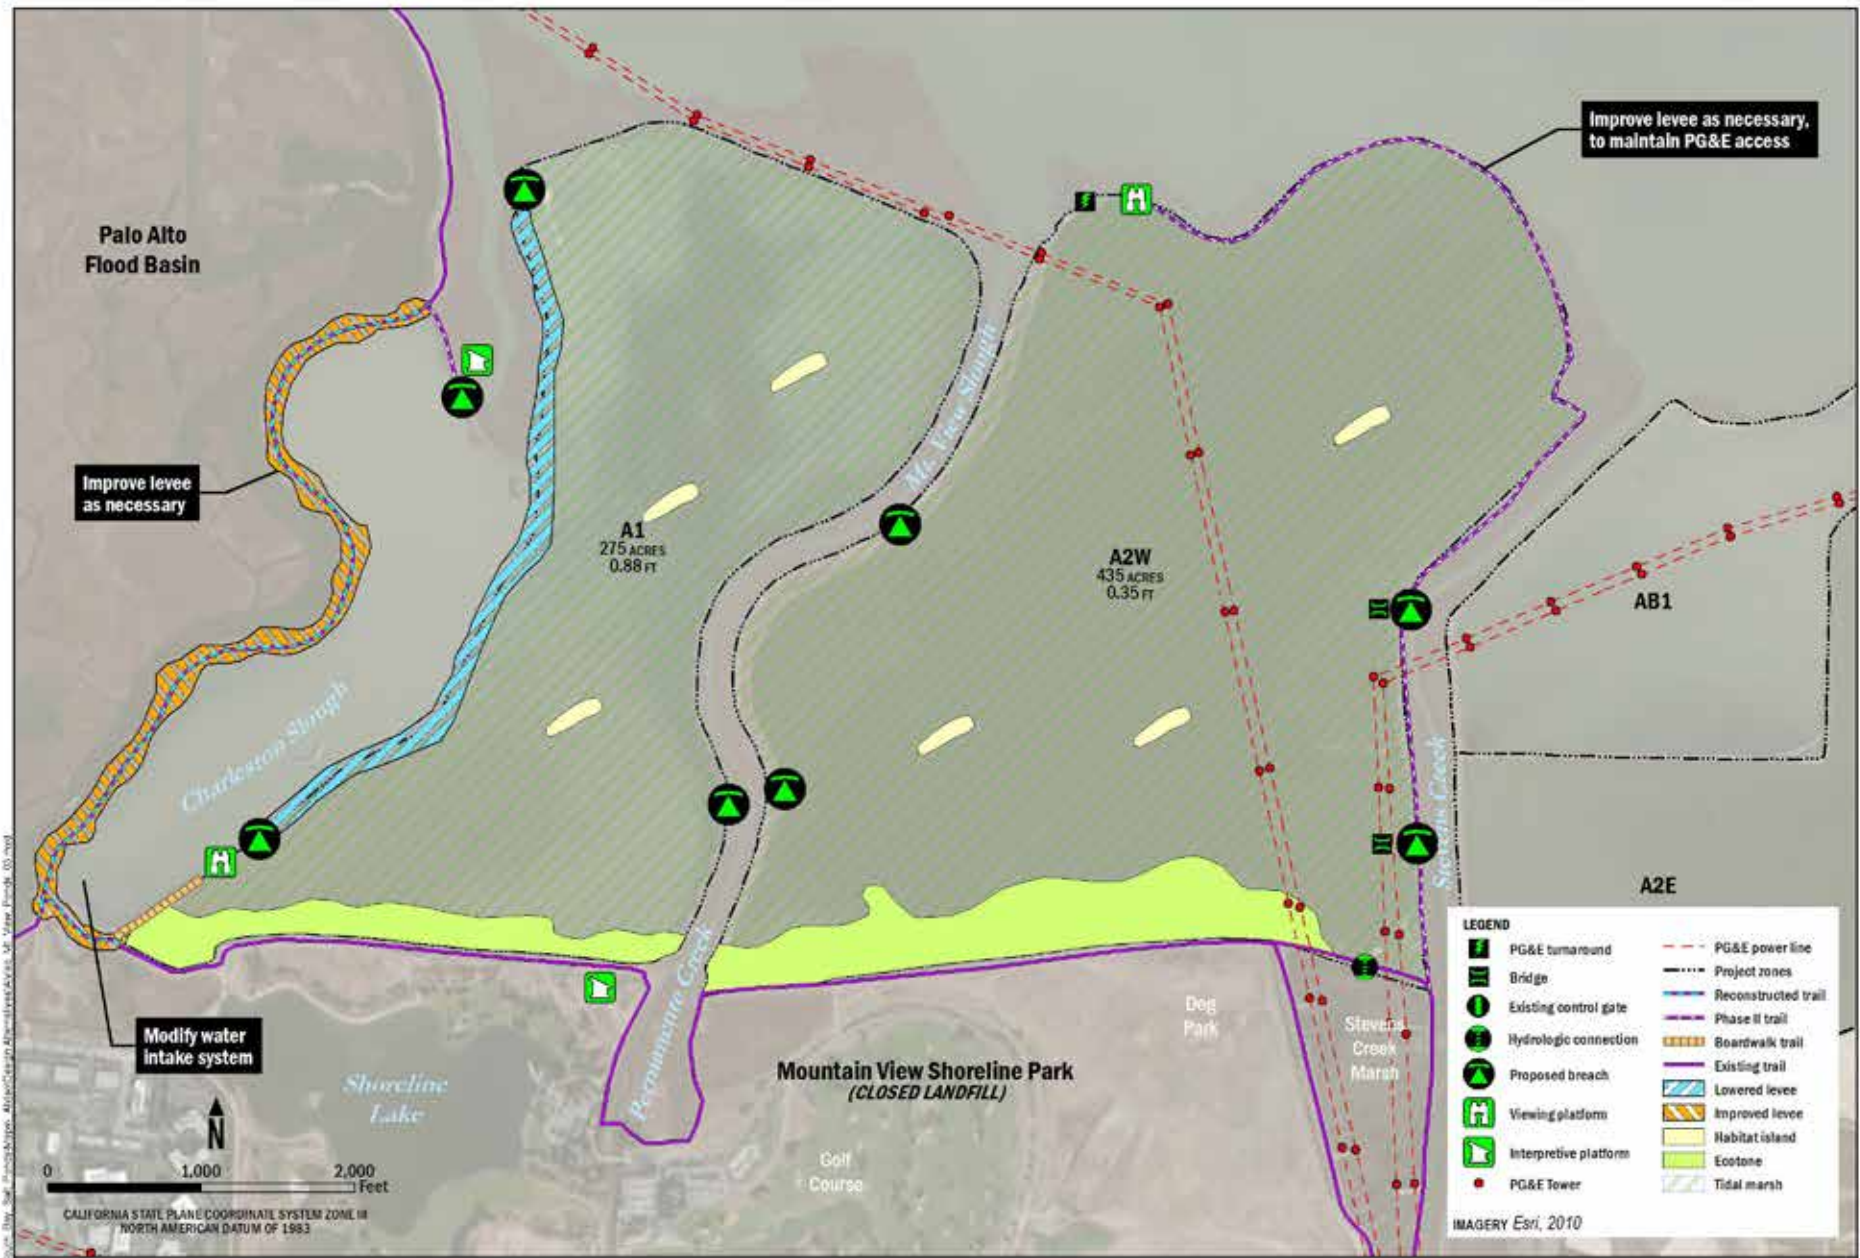 Improve levee as necessary,
to maintain PG&E access
Palo Alto
Flood Basin
Mt. View Slough
Improve levee
as necessary
A1
275 ACRES
0.88 FT
A2W
435 ACRES
0.35 FT
AB1
Charleston Slough
Stevens Creek
A2E
Permanente Creek
Modify water
intake system
Shoreline
Lake
Mountain View Shoreline Park
(CLOSED LANDFILL)
Dog
Park
Stevens
Creek
Marsh
Golf
Course
N
0 1,000 2,000
Feet
CALIFORNIA STATE PLANE COORDINATE SYSTEM ZONE III
NORTH AMERICAN DATUM OF 1983
LEGEND
PG&E turnaround
Bridge
Existing control gate
Hydrologic connection
Proposed breach
Viewing platform
Interpretive platform
PG&E Tower
PG&E power line
Project zones
Reconstructed trail
Phase II trail
Boardwalk trail
Existing trail
Lowered levee
Improved levee
Habitat island
Ecotone
Tidal marsh
IMAGERY Esri, 2010